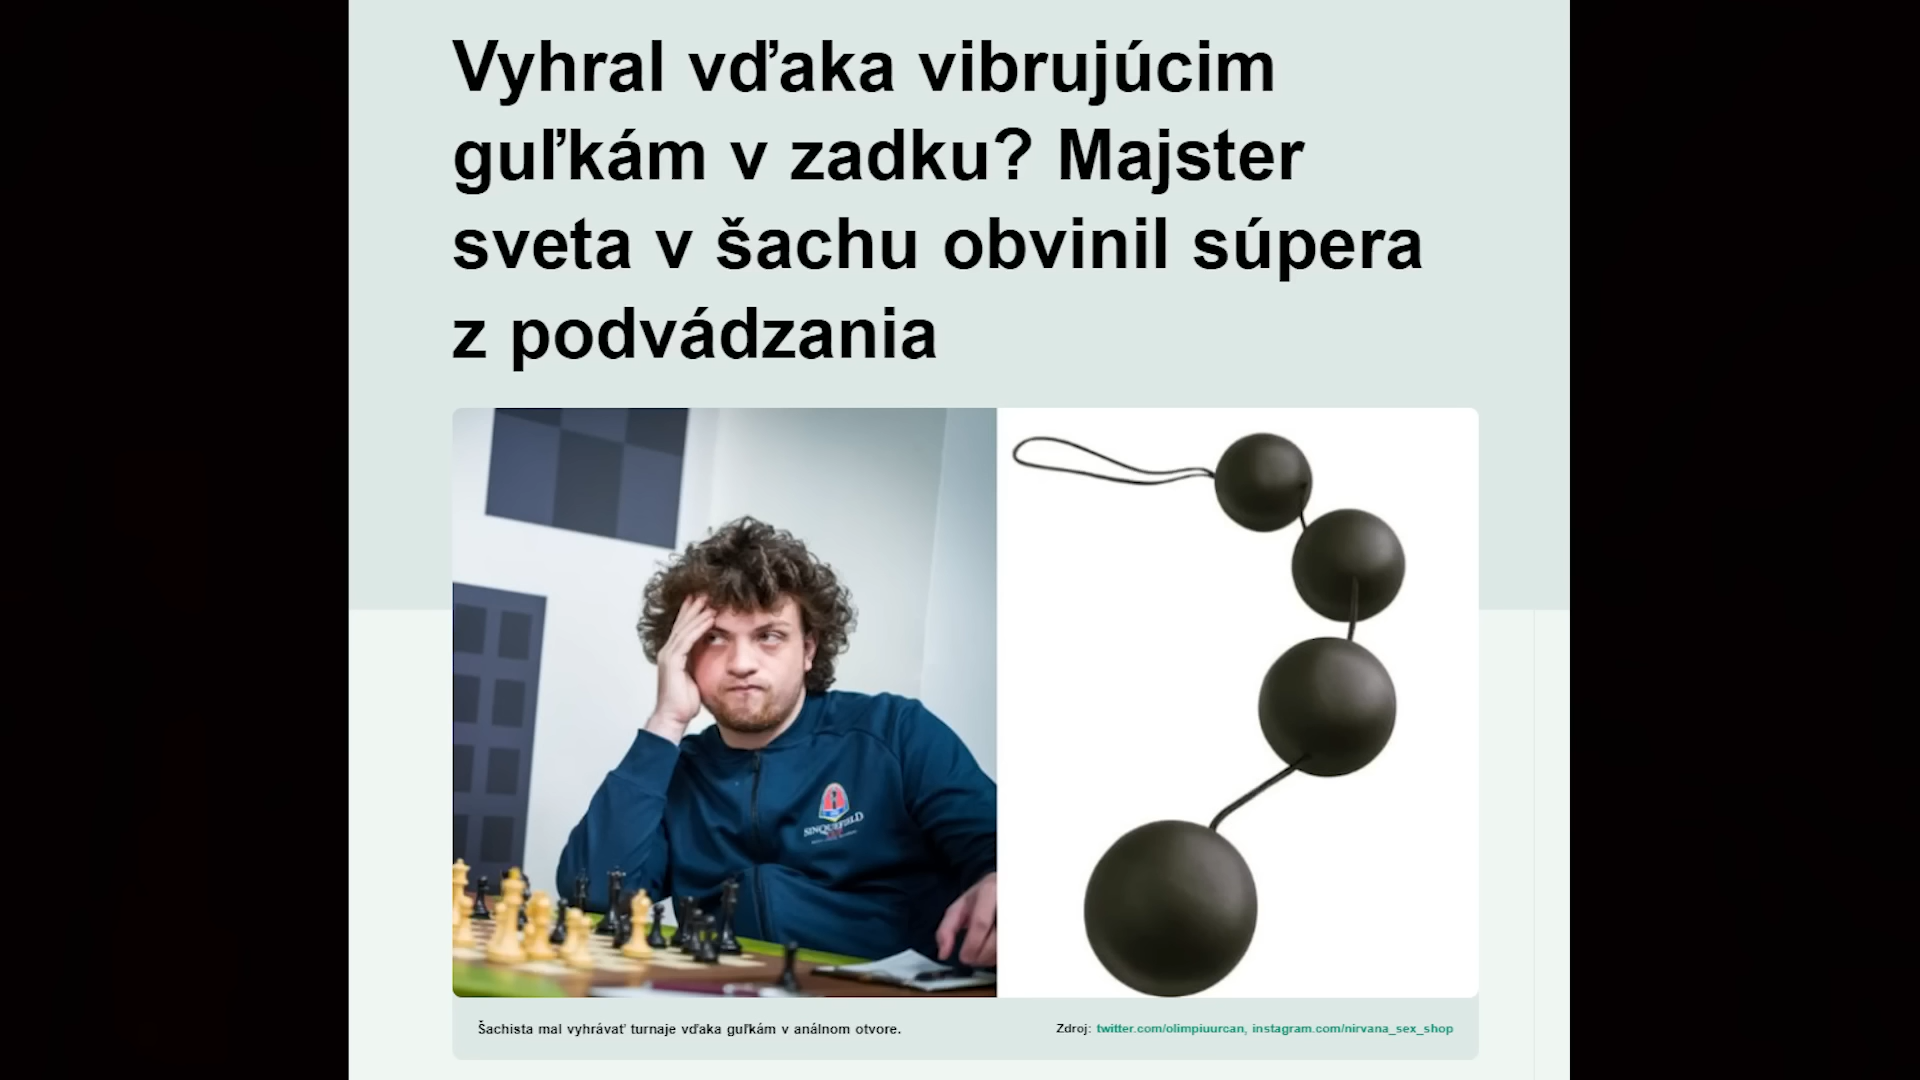 Vyhral vďaka vibrujúcim
guľkám v zadku? Majster
sveta v šachu obvinil súpera
z podvádzania
SINQUEFIELD
Šachista mal vyhrávať turnaje vďaka guľkám v análnom otvore.
Zdroj: twitter.com/olimpiuurcan, instagram.com/nirvana_sex_shop